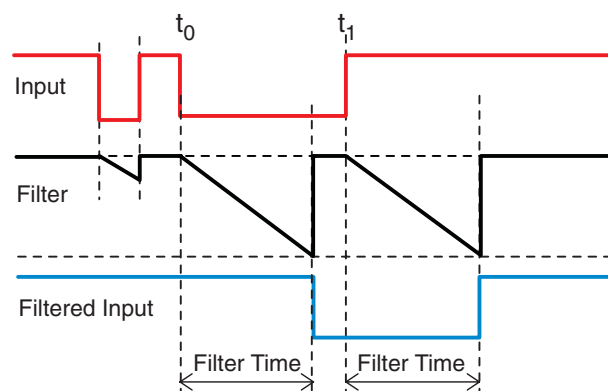 t0 t1
Input
Filter
Filtered Input
Filter Time Filter Time